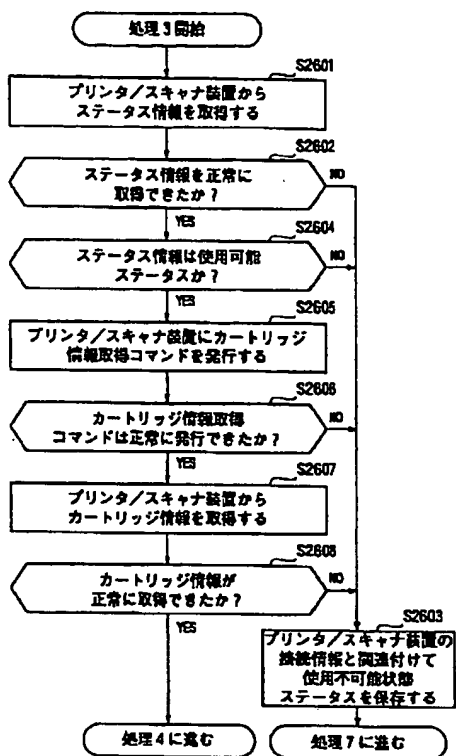 処理3開始
S2601
プリンタ/スキャナ装置から
ステータス情報を取得する
S2602
ステータス情報を正常に
取得できたか?
NO
YES
S2604
ステータス情報は使用可能
ステータスか?
NO
YES
S2605
プリンタ/スキャナ装置にカートリッジ
情報取得コマンドを発行する
S2606
カートリッジ情報取得
コマンドは正常に発行できたか?
NO
YES
S2607
プリンタ/スキャナ装置から
カートリッジ情報を取得する
S2608
カートリッジ情報が
正常に取得できたか?
NO
YES
S2603
プリンタ/スキャナ装置の
接続情報と関連付けて
使用不可能状態
ステータスを保存する
処理4に進む
処理7に進む